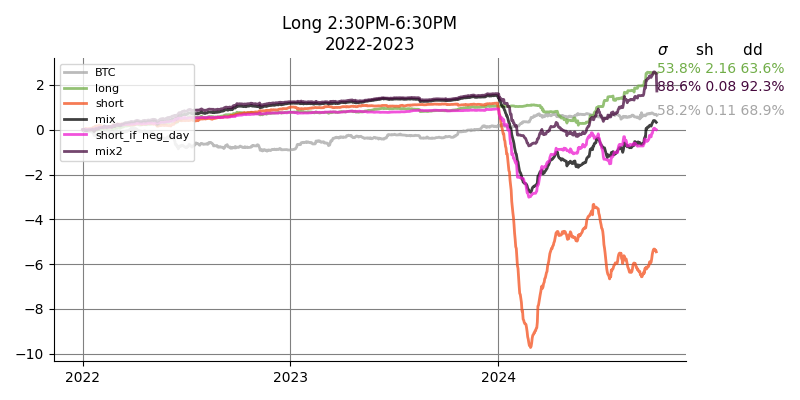 Long 2:30PM-6:30PM
2022-2023
σ sh dd
53.8% 2.16 63.6%
88.6% 0.08 92.3%
58.2% 0.11 68.9%
BTC
long
short
mix
short_if_neg_day
mix2
2
0
−2
−4
−6
−8
−10
2022 2023 2024